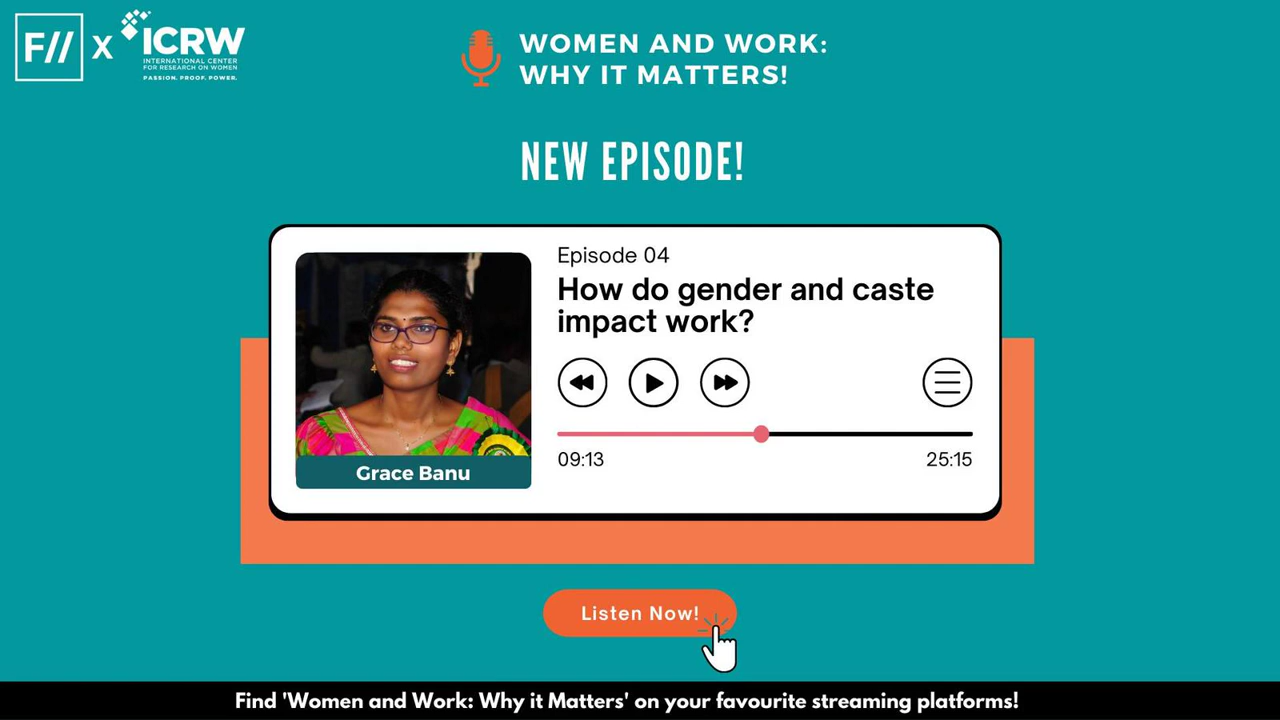 F//
X
ICRW
INTERNATIONAL CENTER
FOR RESEARCH ON WOMEN
PASSION. PROOF. POWER.
WOMEN AND WORK:
WHY IT MATTERS!
NEW EPISODE!
Episode 04
How do gender and caste
impact work?
09:13
25:15
Grace Banu
Listen Now!
Find 'Women and Work: Why it Matters' on your favourite streaming platforms!